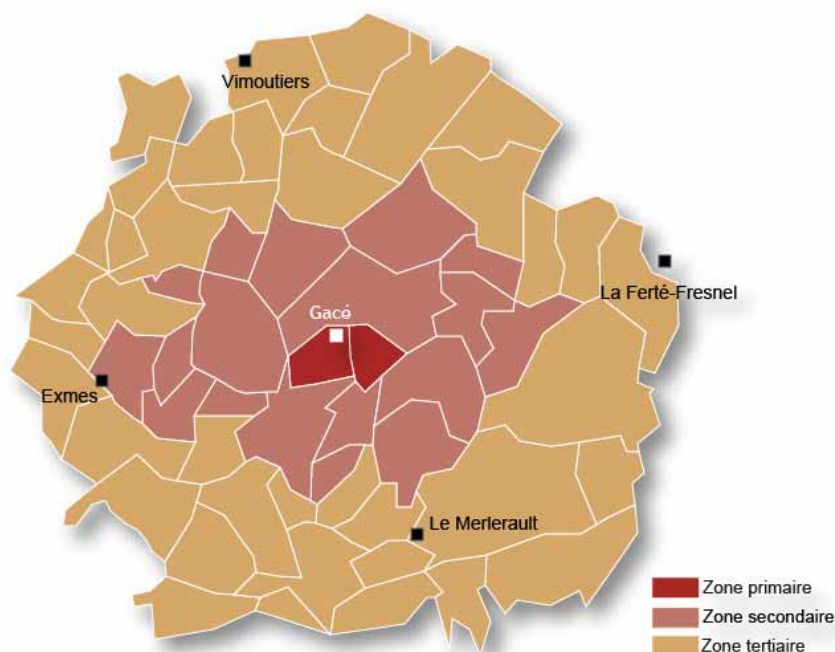 Vimoutiers
La Ferté-Fresnel
Gacé
Exmes
Le Merlerault
Zone primaire
Zone secondaire
Zone tertiaire